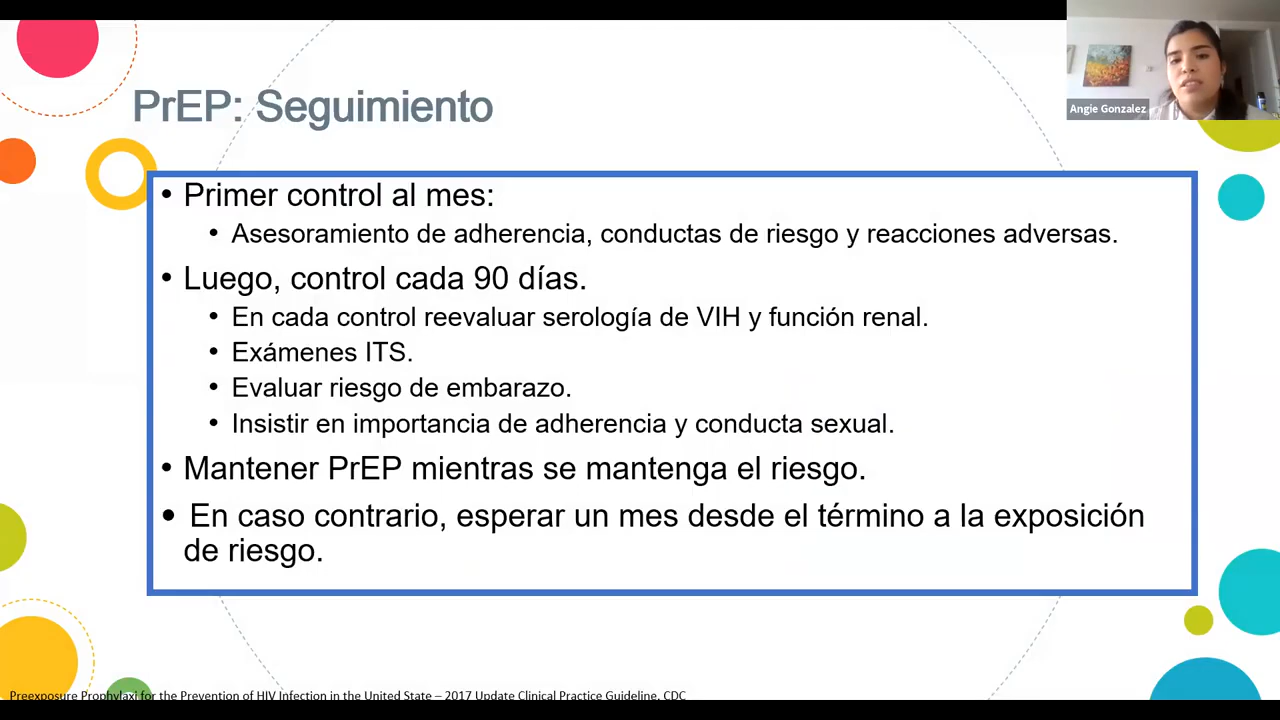 Angie Gonzalez
PrEP: Seguimiento
• Primer control al mes:
• Asesoramiento de adherencia, conductas de riesgo y reacciones adversas.
• Luego, control cada 90 días.
• En cada control reevaluar serología de VIH y función renal.
• Exámenes ITS.
• Evaluar riesgo de embarazo.
• Insistir en importancia de adherencia y conducta sexual.
• Mantener PrEP mientras se mantenga el riesgo.
• En caso contrario, esperar un mes desde el término a la exposición
de riesgo.
Preexposure Prophylaxi for the Prevention of HIV Infection in the United State – 2017 Update Clinical Practice Guideline. CDC